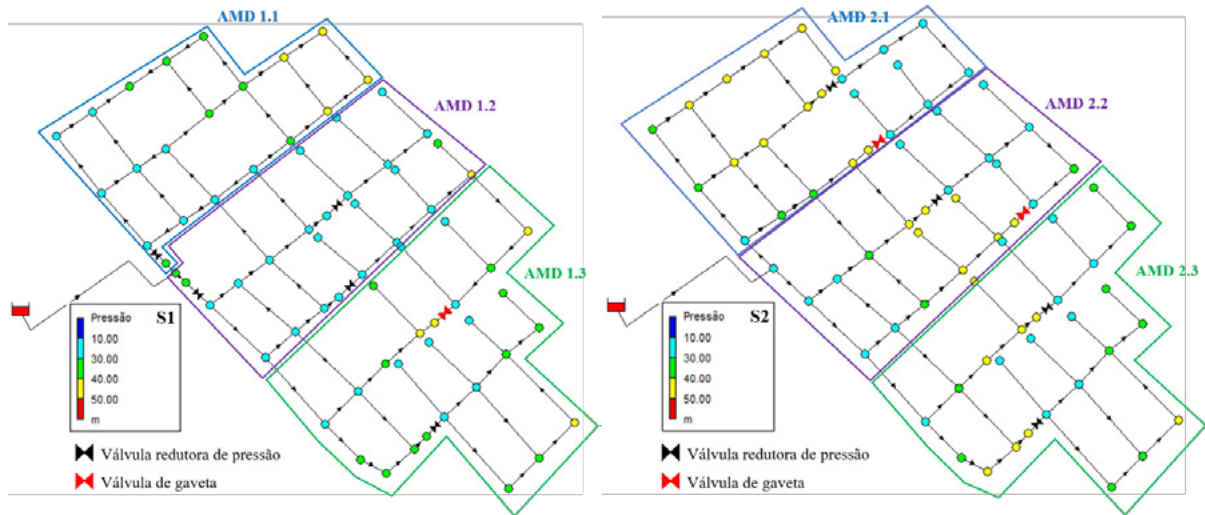 AMD 1.1
AMD 1.2
AMD 1.3
Pressão
S1
10.00
30.00
40.00
50.00
m
Válvula redutora de pressão
Válvula de gaveta
AMD 2.1
AMD 2.2
AMD 2.3
Pressão
S2
10.00
30.00
40.00
50.00
m
Válvula redutora de pressão
Válvula de gaveta